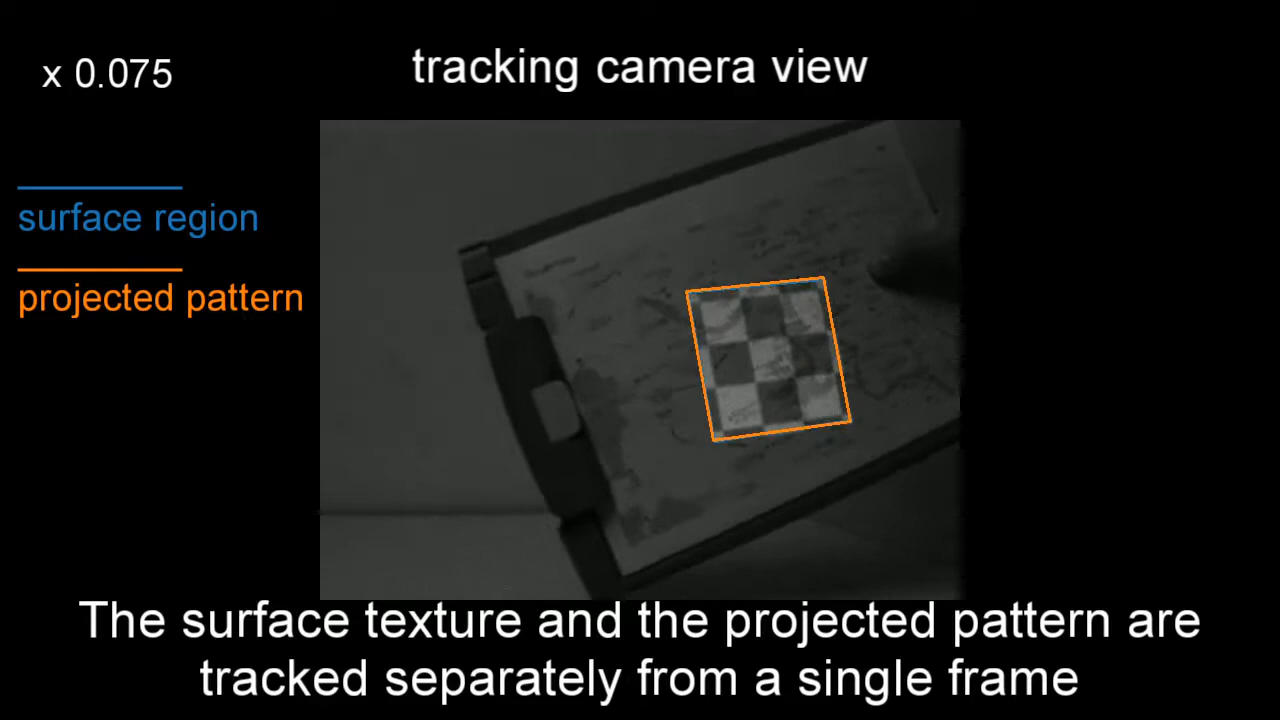 x 0.075
tracking camera view
surface region
projected pattern
The surface texture and the projected pattern are
tracked separately from a single frame